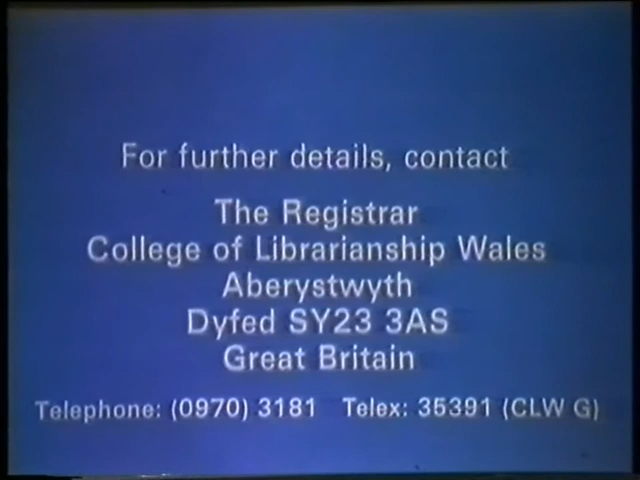 For further details, contact
The Registrar
College of Librarianship Wales
Aberystwyth
Dyfed SY23 3AS
Great Britain
Telephone: (0970) 3181 Telex: 35391 (CLW G)